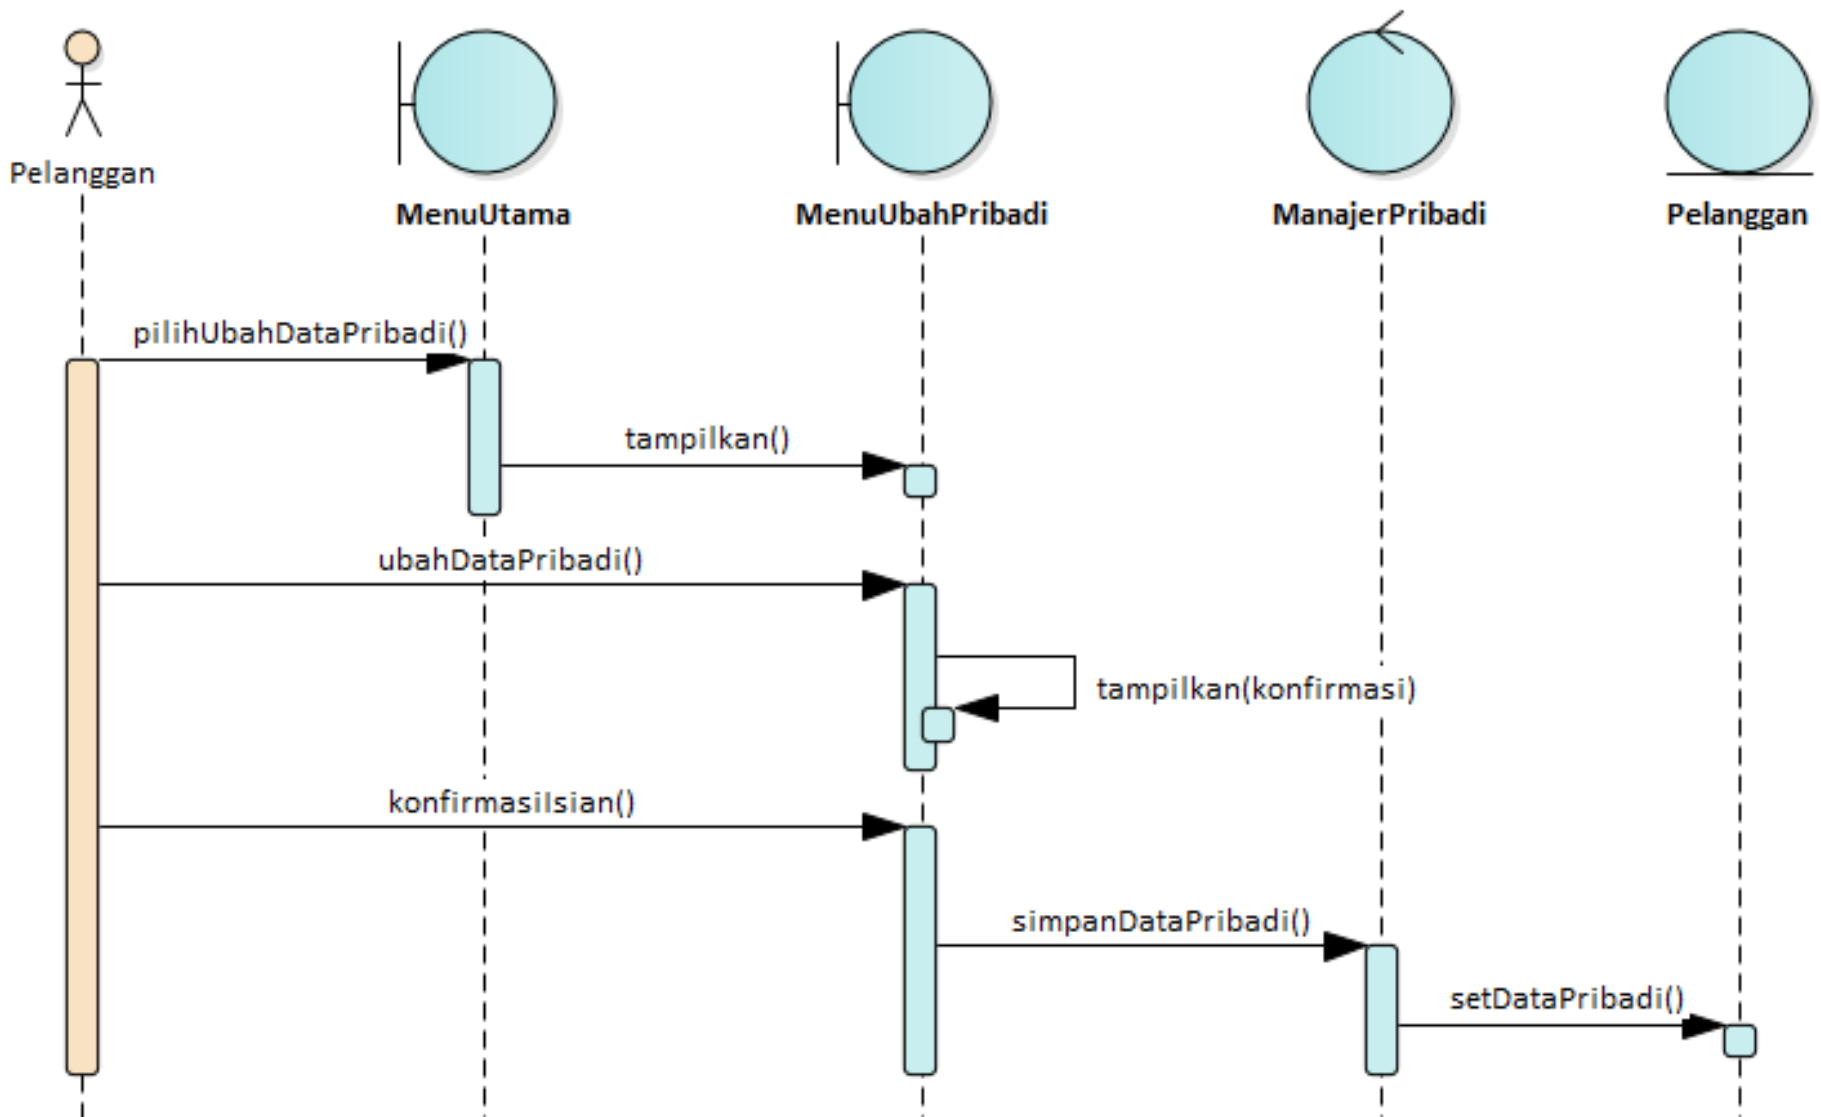 Pelanggan
MenuUtama
MenuUbahPribadi
ManajerPribadi
Pelanggan
pilihUbahDataPribadi()
tampilkan()
ubahDataPribadi()
tampilkan(konfirmasi)
konfirmasiIsian()
simpanDataPribadi()
setDataPribadi()